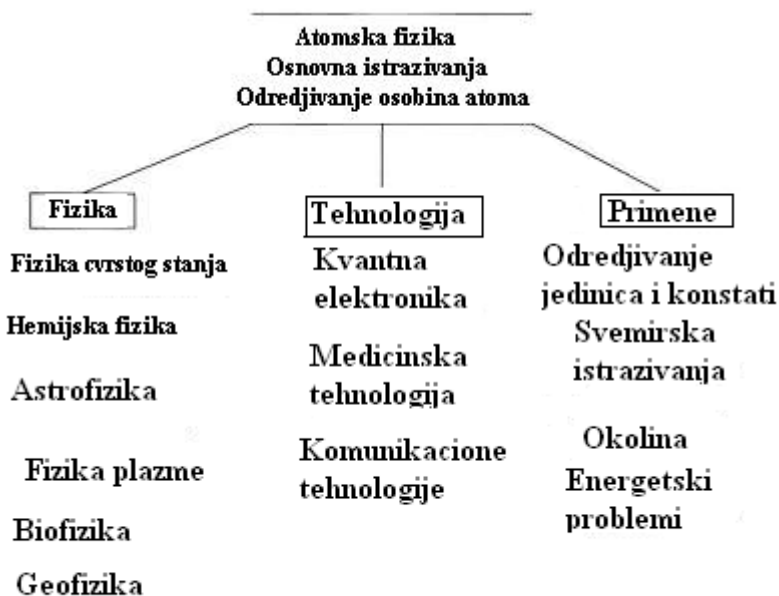 Atomska fizika
Osnovna istrazivanja
Odredjivanje osobina atoma
Fizika
Fizika cvrstog stanja
Hemijska fizika
Astrofizika
Fizika plazme
Biofizika
Geofizika
Tehnologija
Kvantna
elektronika
Medicinska
tehnologija
Komunikacione
tehnologije
Primene
Odredjivanje
jedinica i konstati
Svemirska
istrazivanja
Okolina
Energetski
problemi